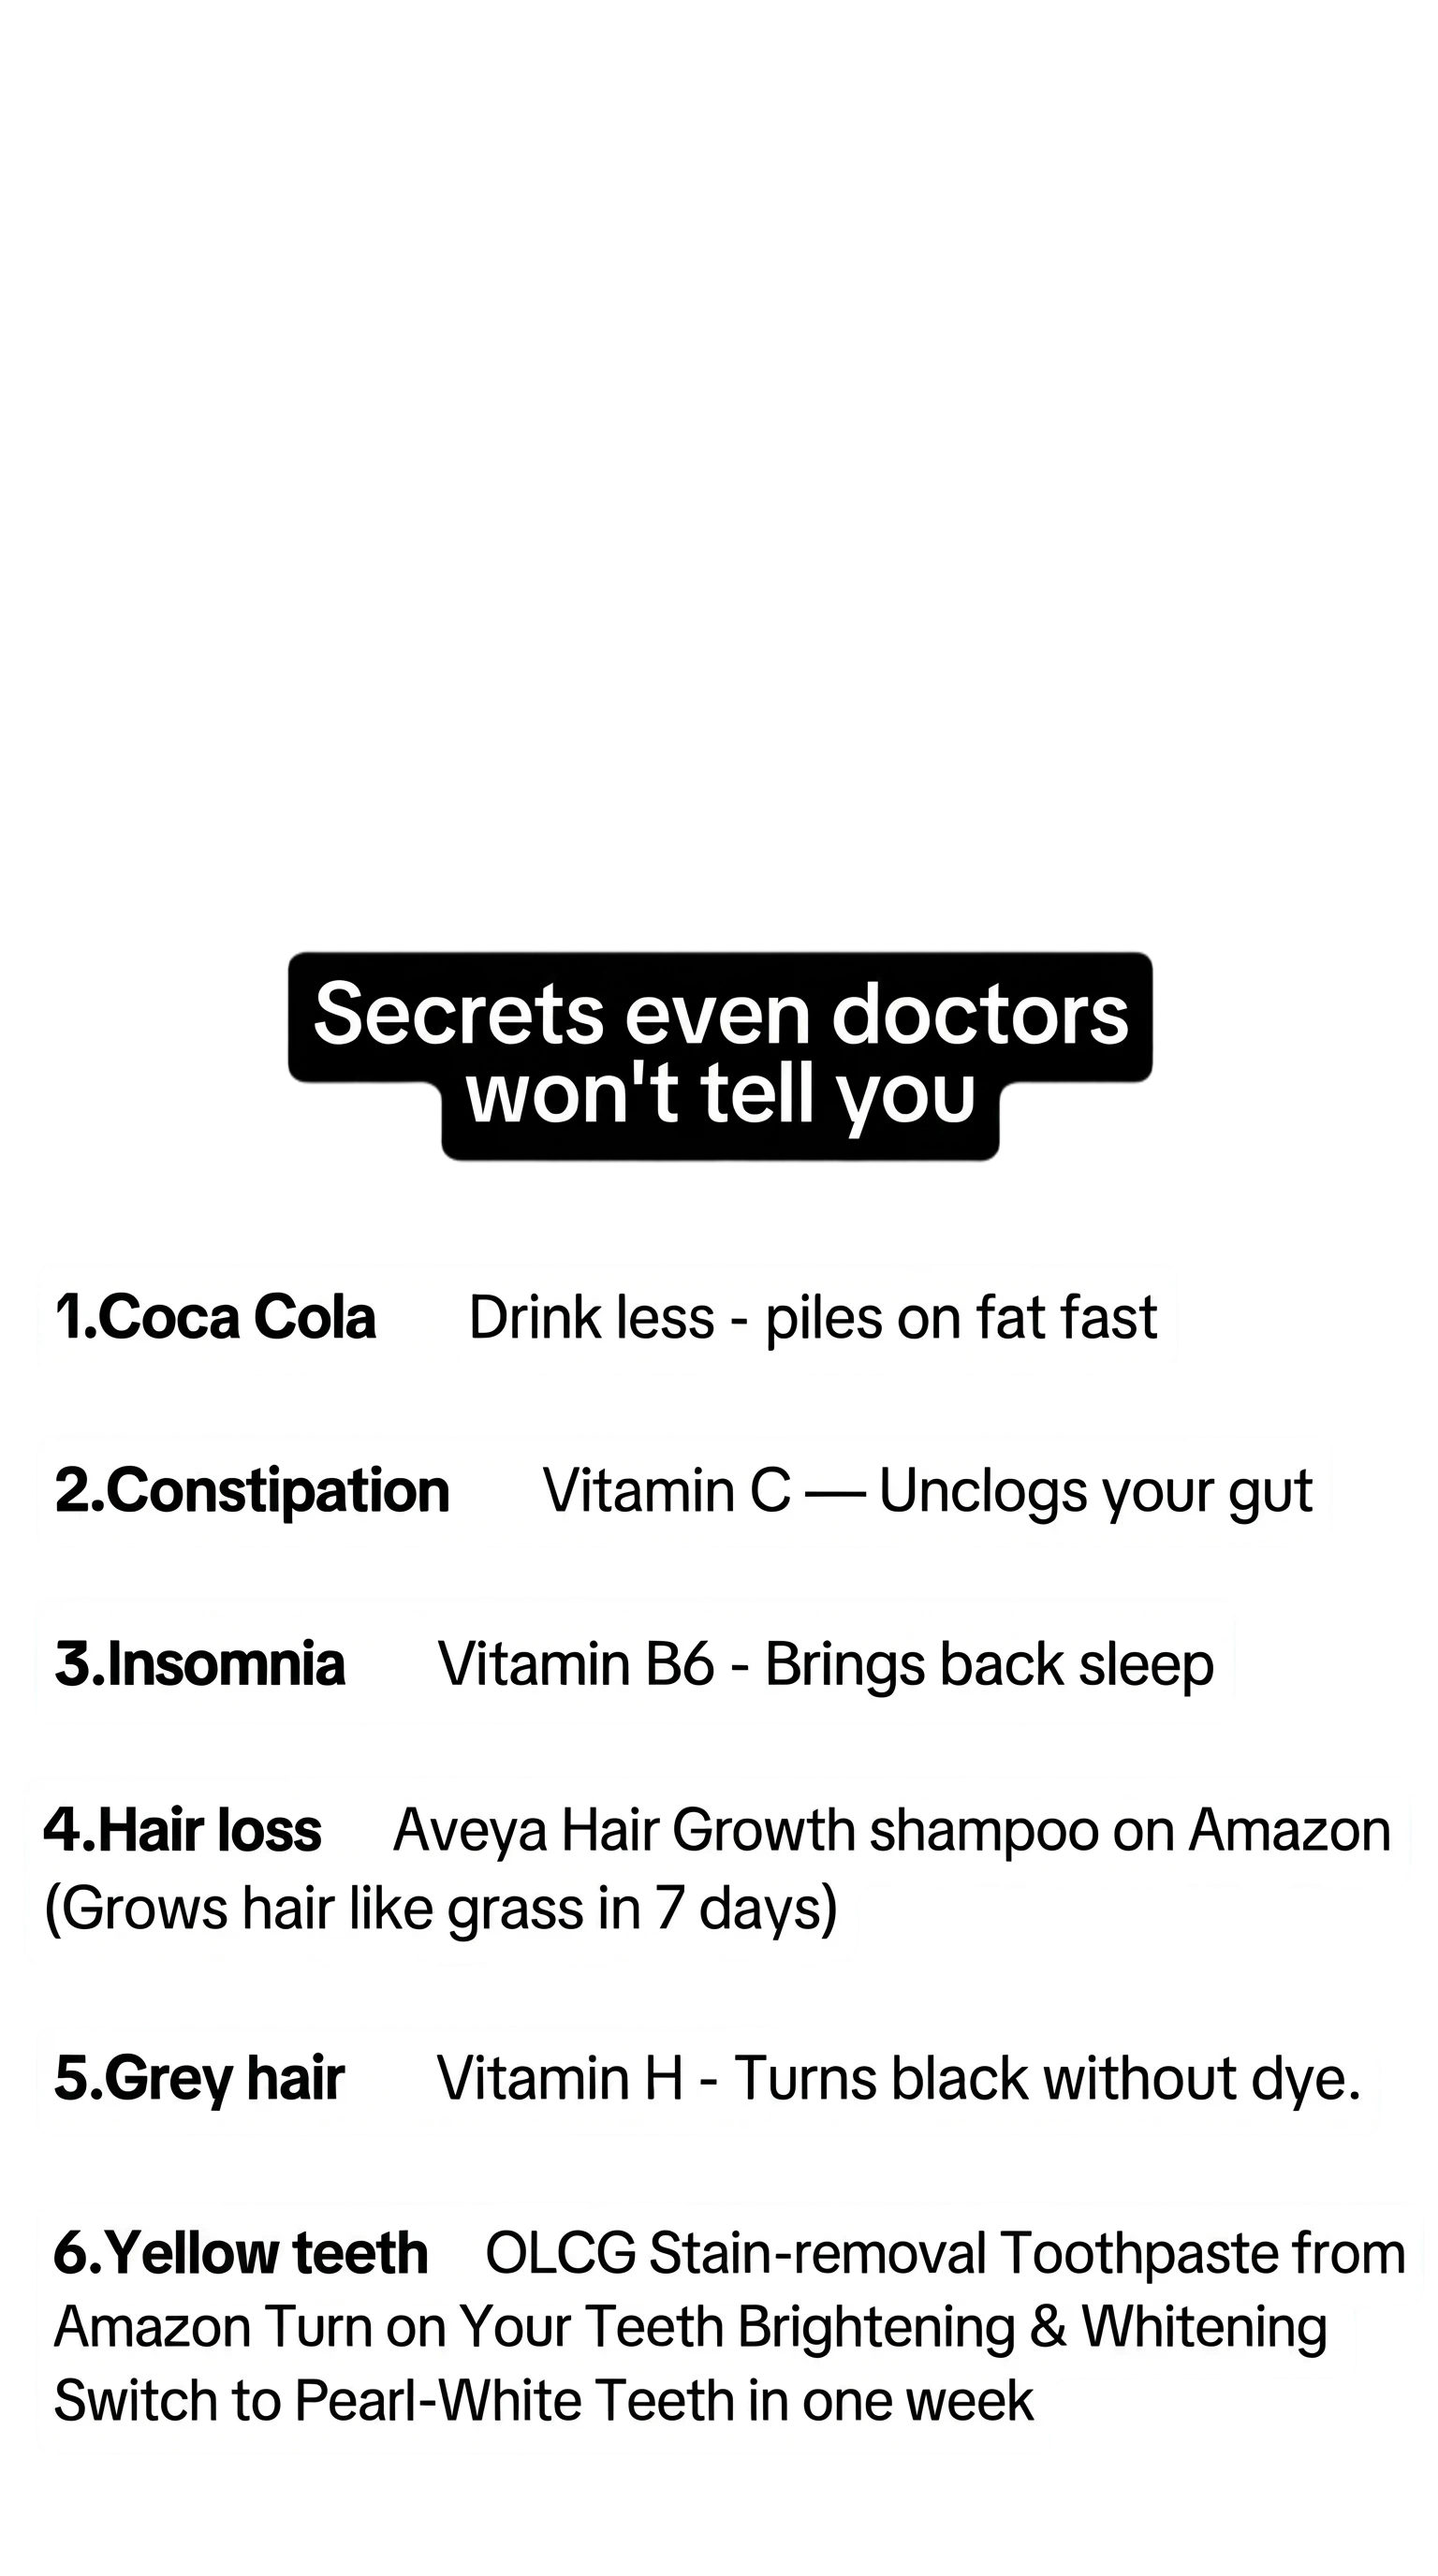 Secrets even doctors
won't tell you
1.Coca Cola Drink less - piles on fat fast
2.Constipation Vitamin C — Unclogs your gut
3.Insomnia Vitamin B6 - Brings back sleep
4.Hair loss Aveya Hair Growth shampoo on Amazon
(Grows hair like grass in 7 days)
5.Grey hair Vitamin H - Turns black without dye.
6.Yellow teeth OLCG Stain-removal Toothpaste from
Amazon Turn on Your Teeth Brightening & Whitening
Switch to Pearl-White Teeth in one week